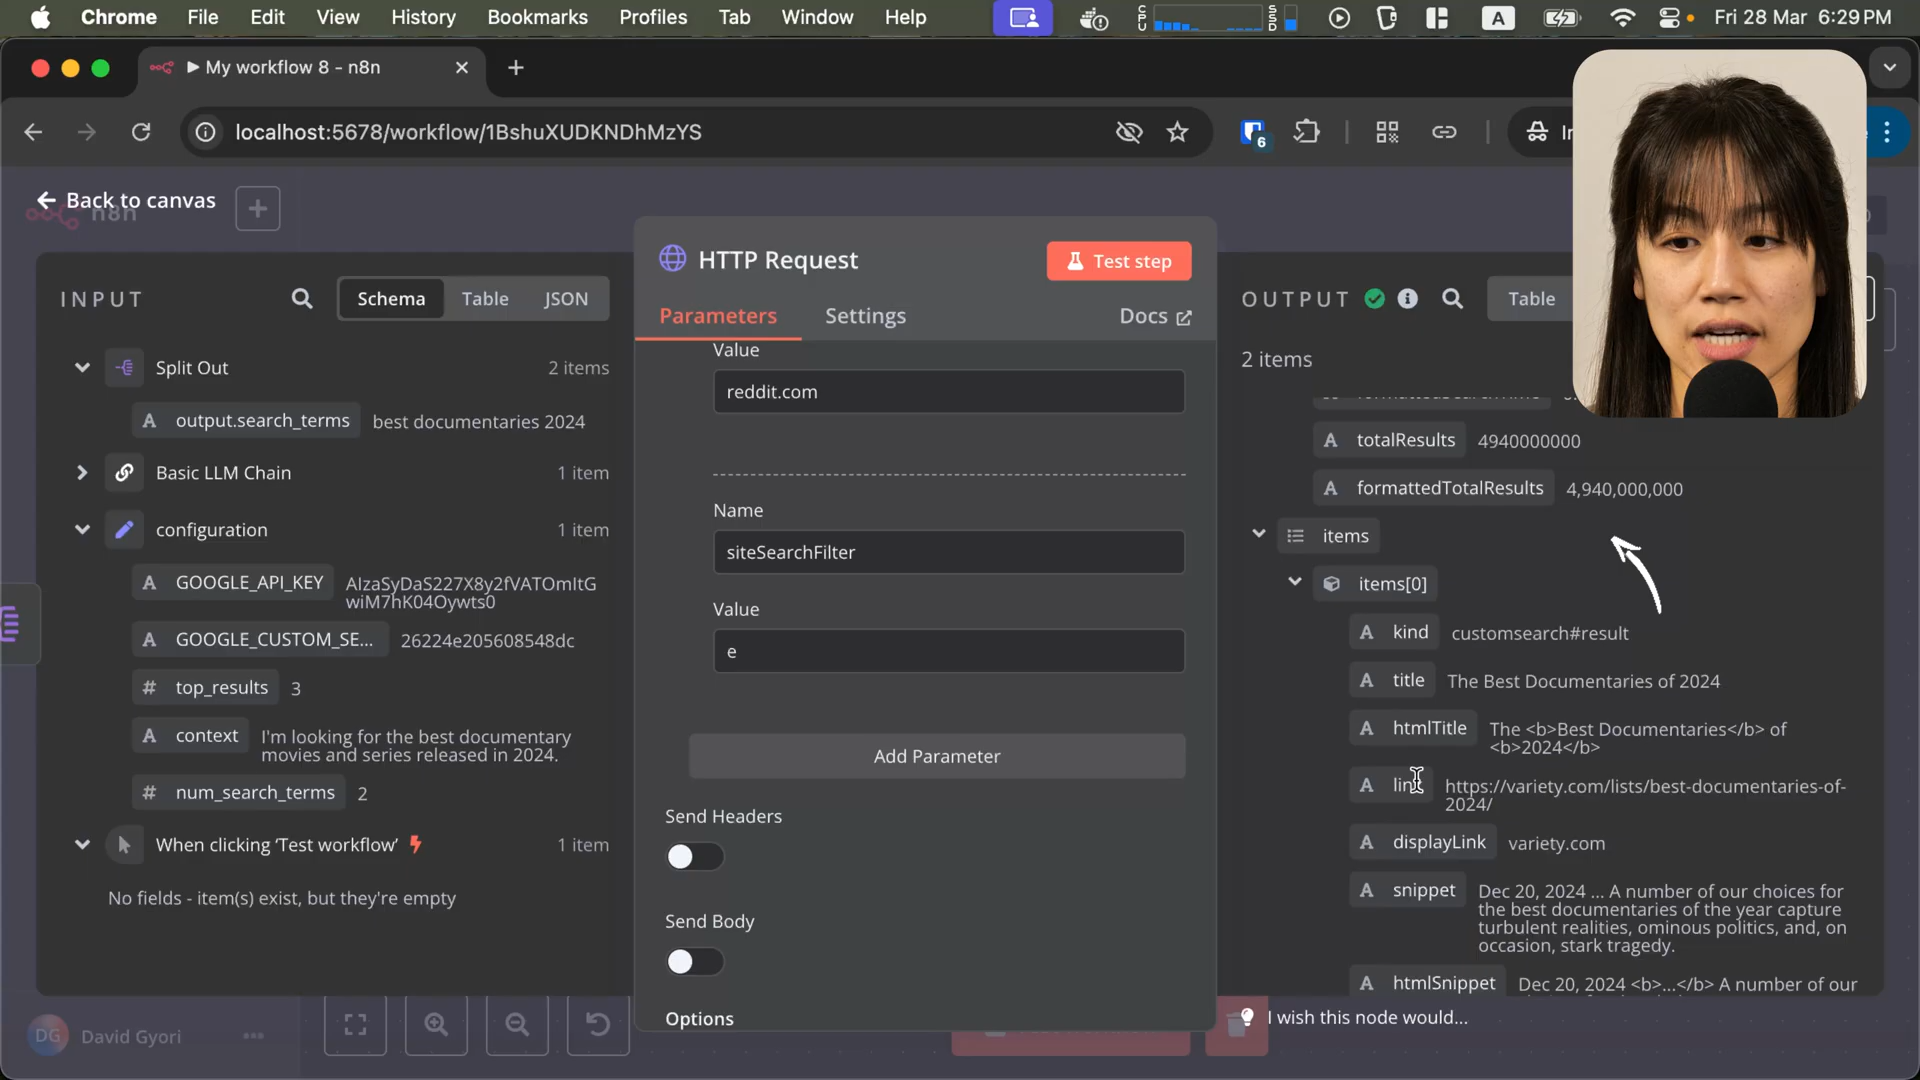 Chrome File Edit View History Bookmarks Profiles Tab Window Help
CPU
SSD
A
Fri 28 Mar 6:29 PM
My workflow 8 - n8n
localhost:5678/workflow/1BshuXUDKNDhMzYS
6
Back to canvas
n8n
INPUT
Schema Table JSON
Split Out 2 items
A output.search_terms best documentaries 2024
Basic LLM Chain 1 item
configuration 1 item
A GOOGLE_API_KEY AIzaSyDaS227X8y2fVATOmItG
wiM7hK04Oywts0
A GOOGLE_CUSTOM_SE... 26224e205608548dc
# top_results 3
A context I'm looking for the best documentary
movies and series released in 2024.
# num_search_terms 2
When clicking ‘Test workflow’ 1 item
No fields - item(s) exist, but they're empty
DG David Gyori
HTTP Request
Test step
Parameters Settings Docs
Value
reddit.com
Name
siteSearchFilter
Value
e
Add Parameter
Send Headers
Send Body
Options
OUTPUT
Table
2 items
A totalResults 4940000000
A formattedTotalResults 4,940,000,000
items
items[0]
A kind customsearch#result
A title The Best Documentaries of 2024
A htmlTitle The <b>Best Documentaries</b> of
<b>2024</b>
A link https://variety.com/lists/best-documentaries-of-
2024/
A displayLink variety.com
A snippet Dec 20, 2024 ... A number of our choices for
the best documentaries of the year capture
turbulent realities, ominous politics, and, on
occasion, stark tragedy.
A htmlSnippet Dec 20, 2024 <b>...</b> A number of our
I wish this node would...